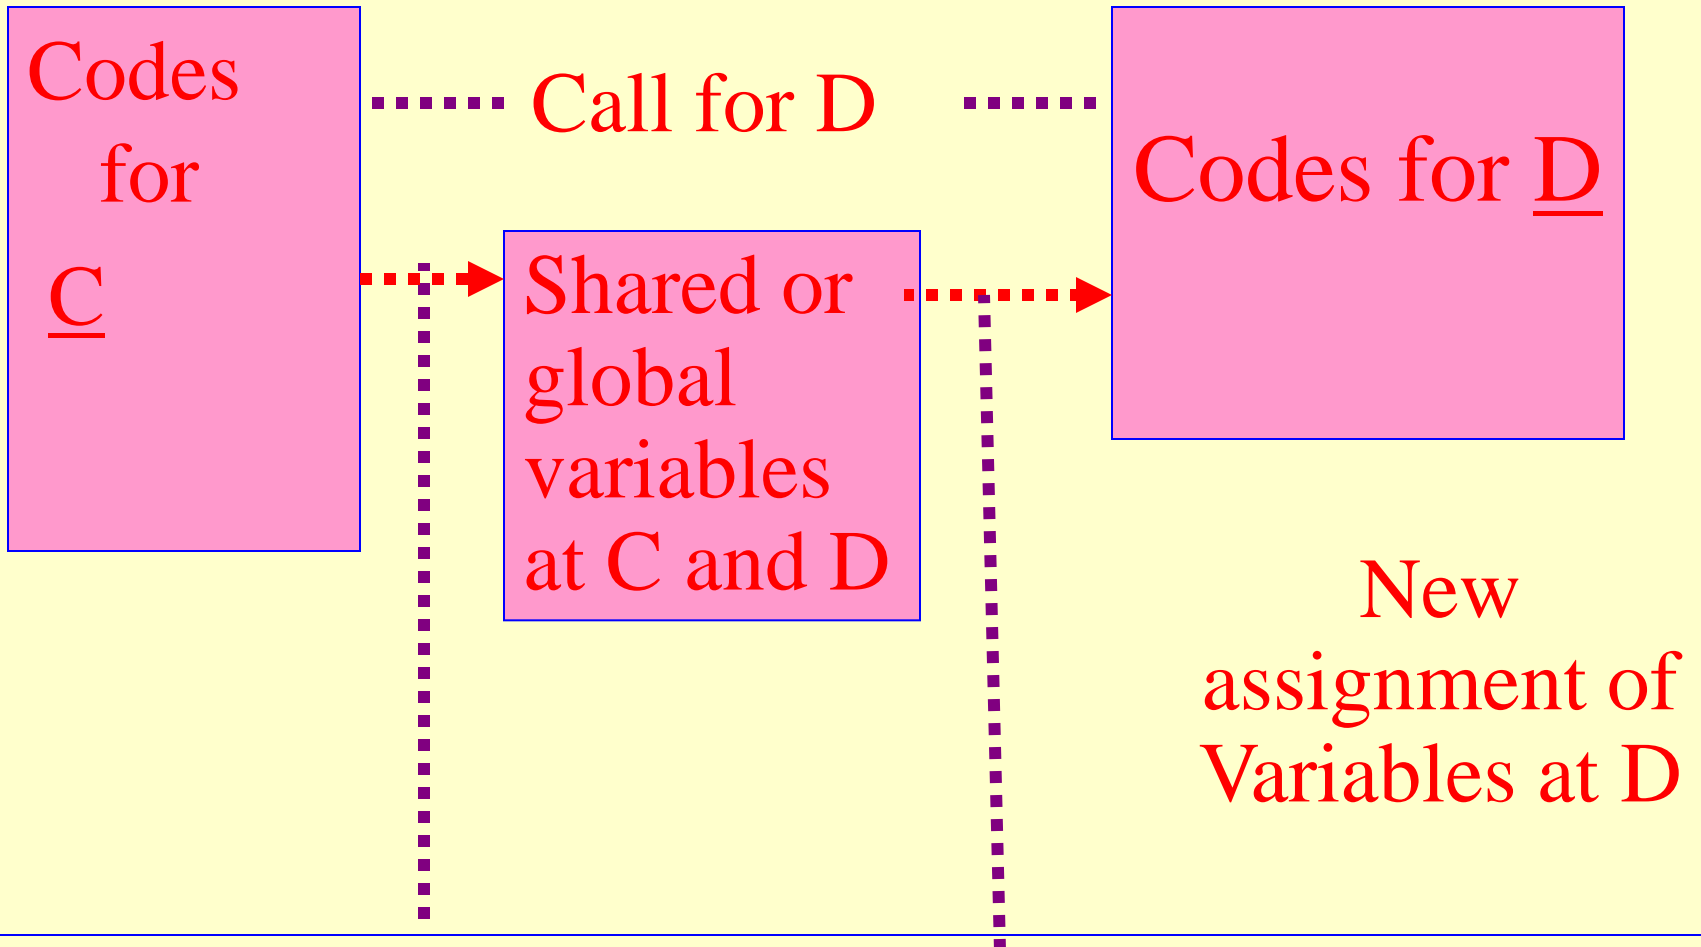 Codes
for
C
Call for D
Codes for D
Shared or
global
variables
at C and D
New
assignment of
Variables at D